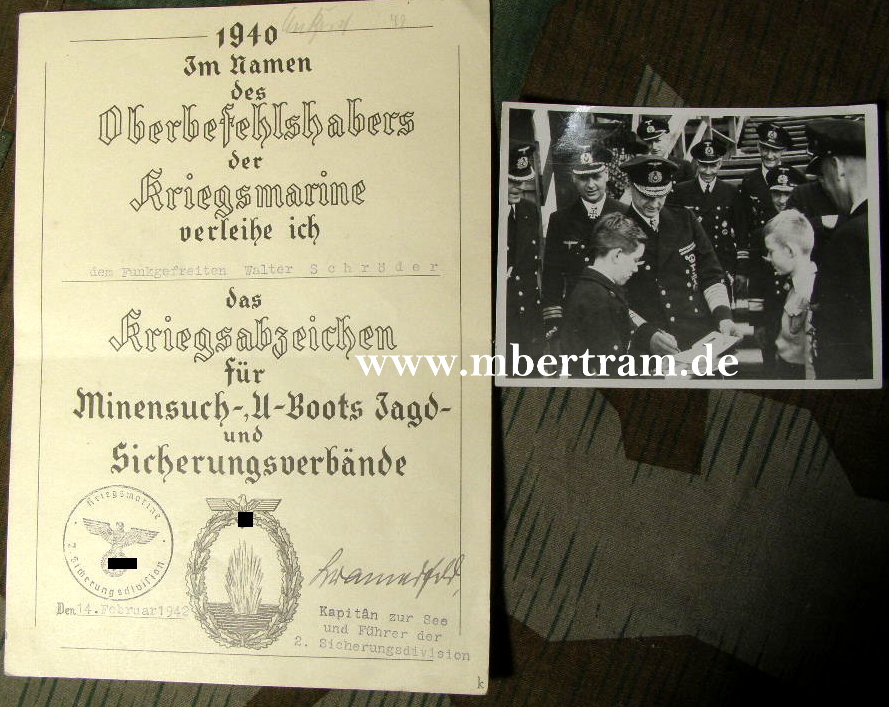 1940
Im Namen
des
Oberbefehlshabers
der
Kriegsmarine
verleihe ich
dem Funkgefreiten Walter Schröder
das
Kriegsabzeichen
für
Minensuch-, U-Boots Jagd-
und
Sicherungsverbände
Kriegsmarine
2. Sicherungsdivision
Den 14. Februar 1942
Kapitän zur See
und Führer der
2. Sicherungsdivision
k
www.mbertram.de